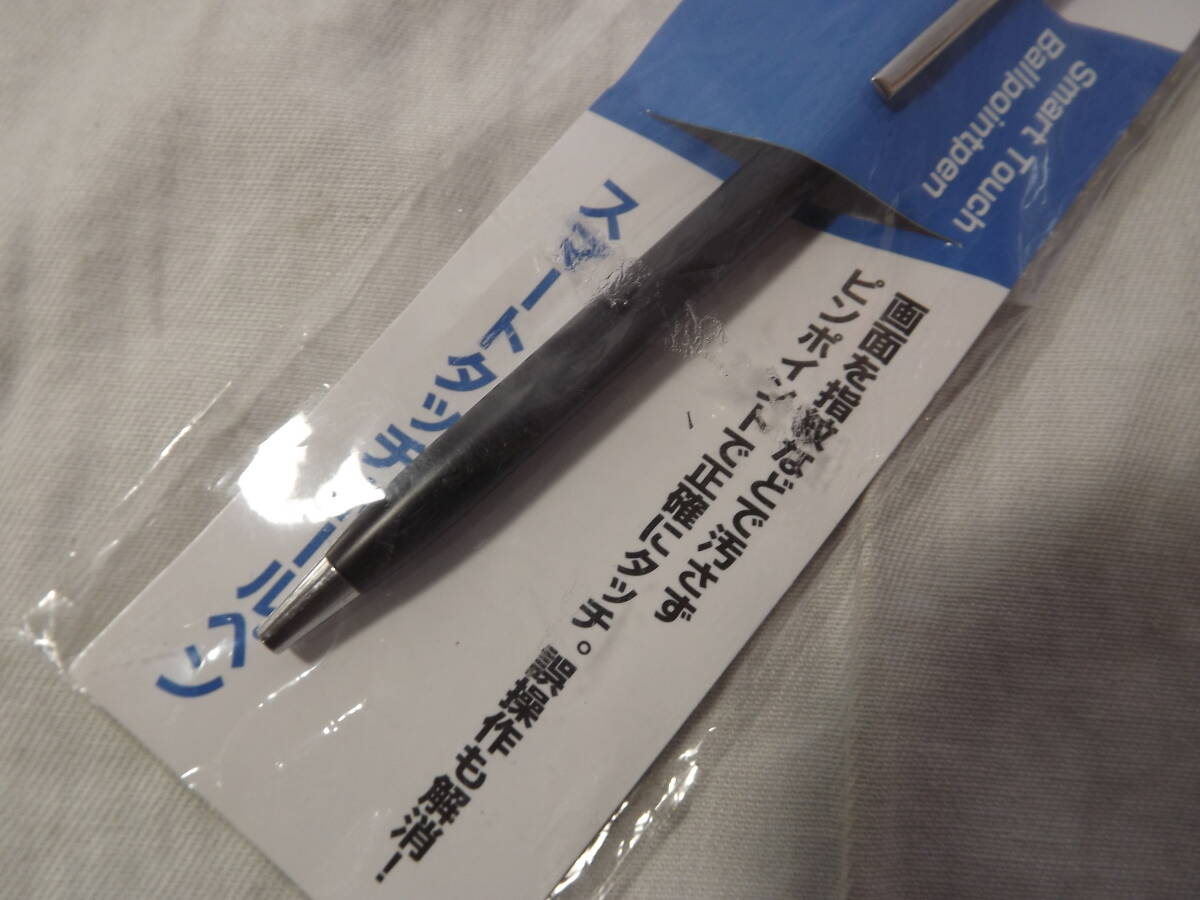 Smart Touch
Ballpointpen
画面を指紋などで汚さず
ピンポイントで正確にタッチ。
誤操作も解消!
スマートタッチボールペン